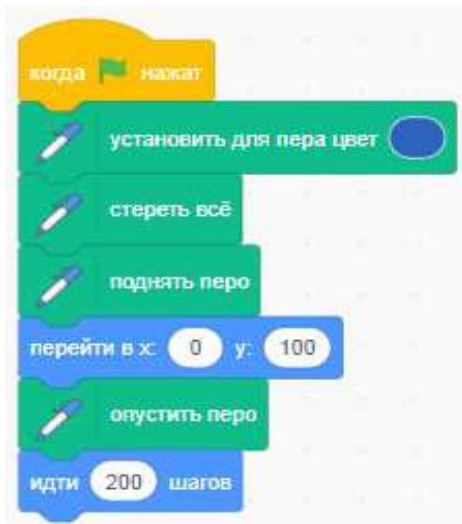 когда нажат
установить для пера цвет
стереть всё
поднять перо
перейти в x: 0 y: 100
опустить перо
идти 200 шагов